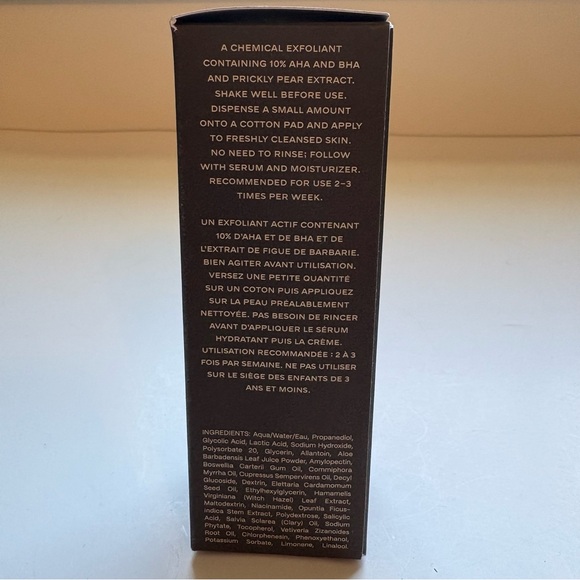 A CHEMICAL EXFOLIANT
CONTAINING 10% AHA AND BHA
AND PRICKLY PEAR EXTRACT.
SHAKE WELL BEFORE USE.
DISPENSE A SMALL AMOUNT
ONTO A COTTON PAD AND APPLY
TO FRESHLY CLEANSED SKIN.
NO NEED TO RINSE; FOLLOW
WITH SERUM AND MOISTURIZER.
RECOMMENDED FOR USE 2–3
TIMES PER WEEK.
UN EXFOLIANT ACTIF CONTENANT
10% D'AHA ET DE BHA ET DE
L'EXTRAIT DE FIGUE DE BARBARIE.
BIEN AGITER AVANT UTILISATION.
VERSEZ UNE PETITE QUANTITÉ
SUR UN COTON PUIS APPLIQUEZ
SUR LA PEAU PRÉALABLEMENT
NETTOYÉE. PAS BESOIN DE RINCER
AVANT D'APPLIQUER LE SÉRUM
HYDRATANT PUIS LA CRÈME.
UTILISATION RECOMMANDÉE : 2 À 3
FOIS PAR SEMAINE. NE PAS UTILISER
SUR LE SIÈGE DES ENFANTS DE 3
ANS ET MOINS.
INGREDIENTS: Aqua/Water/Eau, Propanediol,
Glycolic Acid, Lactic Acid, Sodium Hydroxide,
Polysorbate 20, Glycerin, Allantoin, Aloe
Barbadensis Leaf Juice Powder, Amylopectin,
Boswellia Carterii Gum Oil, Commiphora
Myrrha Oil, Cupressus Sempervirens Oil, Decyl
Glucoside, Dextrin, Elettaria Cardamomum
Seed Oil, Ethylhexylglycerin, Hamamelis
Virginiana (Witch Hazel) Leaf Extract,
Maltodextrin, Niacinamide, Opuntia Ficus-
indica Stem Extract, Polydextrose, Salicylic
Acid, Salvia Sclarea (Clary) Oil, Sodium
Phytate, Tocopherol, Vetiveria Zizanoides
Root Oil, Chlorphenesin, Phenoxyethanol,
Potassium Sorbate, Limonene, Linalool